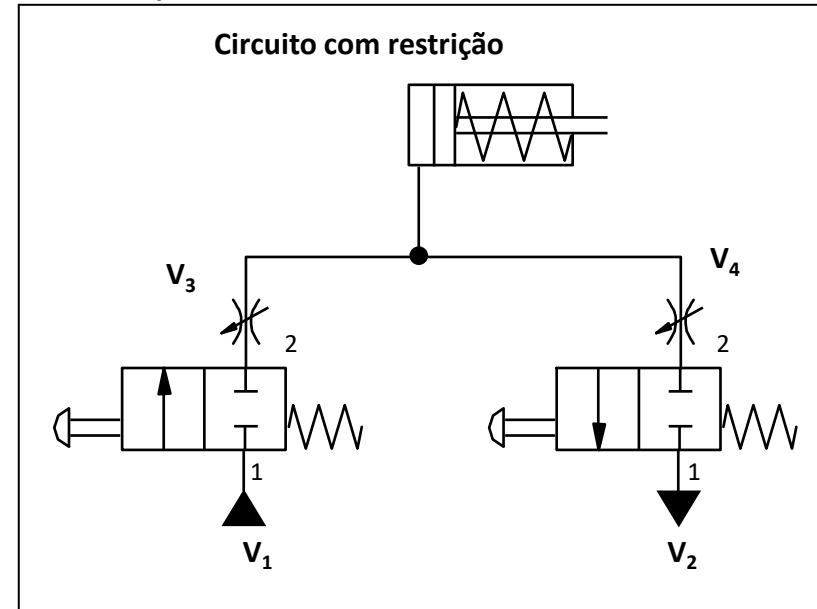 Circuito com restrição
V₃
V₄
2
2
1
1
V₁
V₂